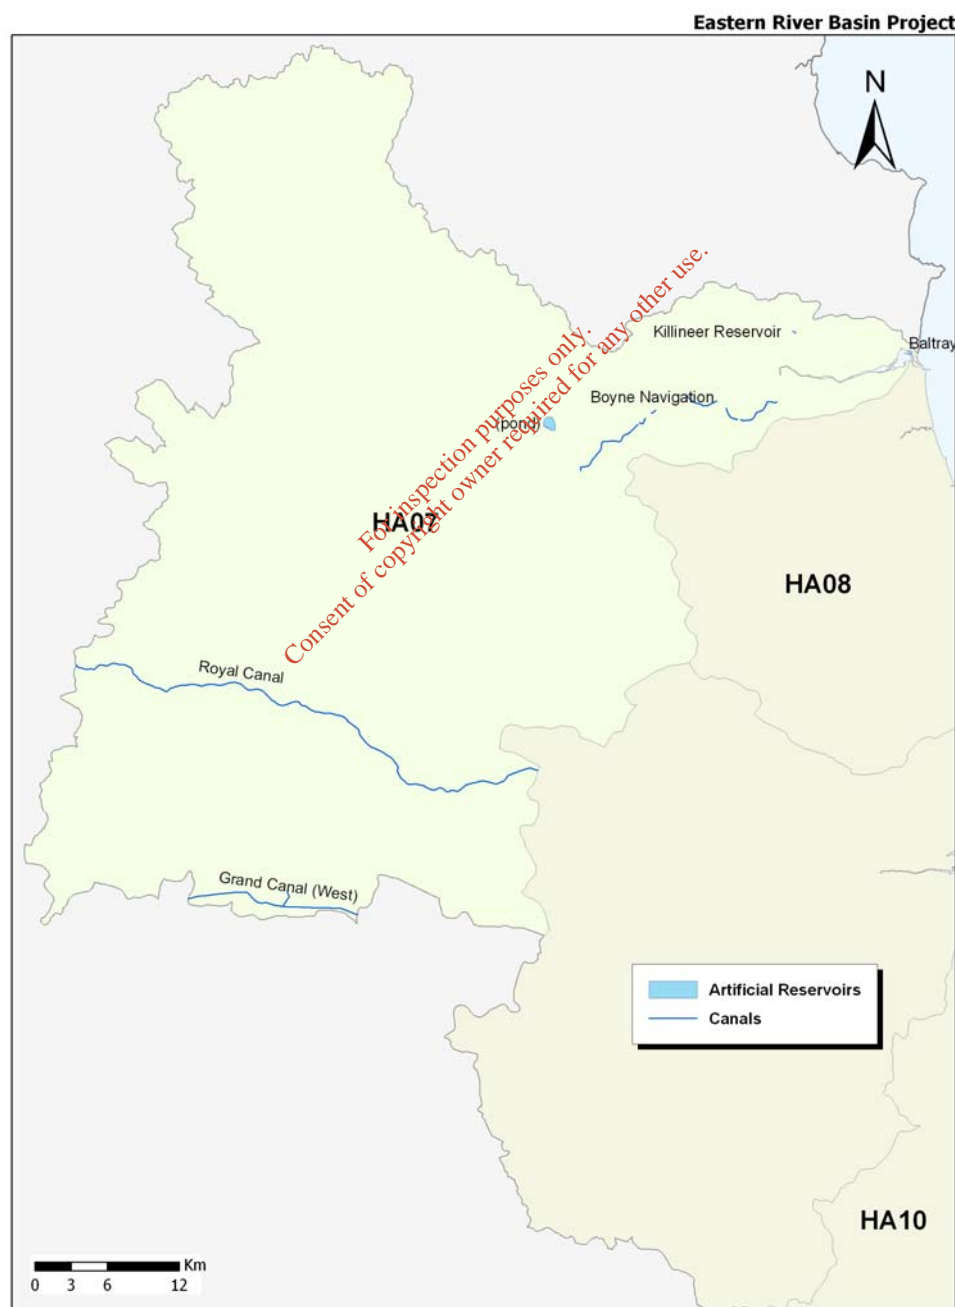 Eastern River Basin Project
N
Killineer Reservoir
Baltray
Boyne Navigation
(pond)
For inspection purposes only.
Consent of copyright owner required for any other use.
HA07
HA08
Royal Canal
Grand Canal (West)
Artificial Reservoirs
Canals
HA10
Km
0 3 6 12